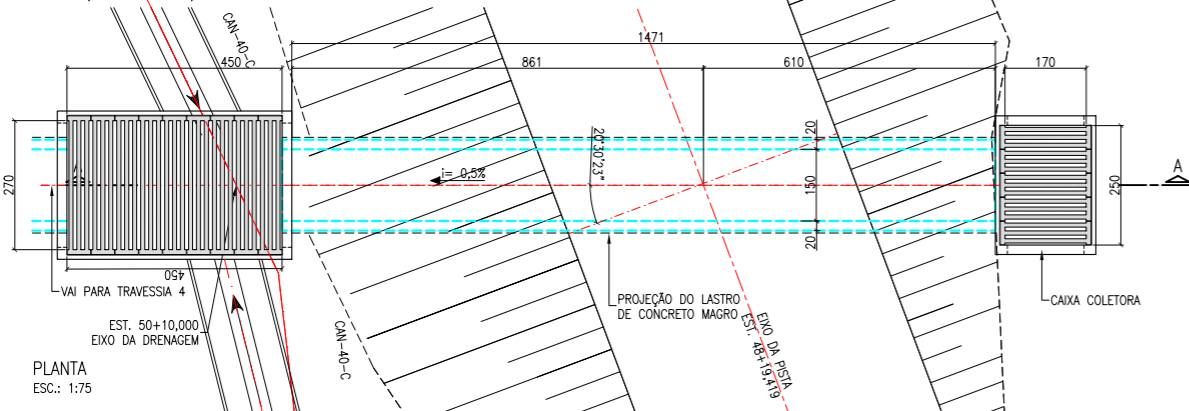 CAN-40-C
1471
450
861
610
170
20
20°30'23"
i= 0,5%
270
150
250
A
A
20
450
VAI PARA TRAVESSIA 4
PROJEÇÃO DO LASTRO
DE CONCRETO MAGRO
CAIXA COLETORA
EST. 50+10,000
EIXO DA DRENAGEM
CAN-40-C
EIXO DA PISTA
EST. 48+19,419
PLANTA
ESC.: 1:75